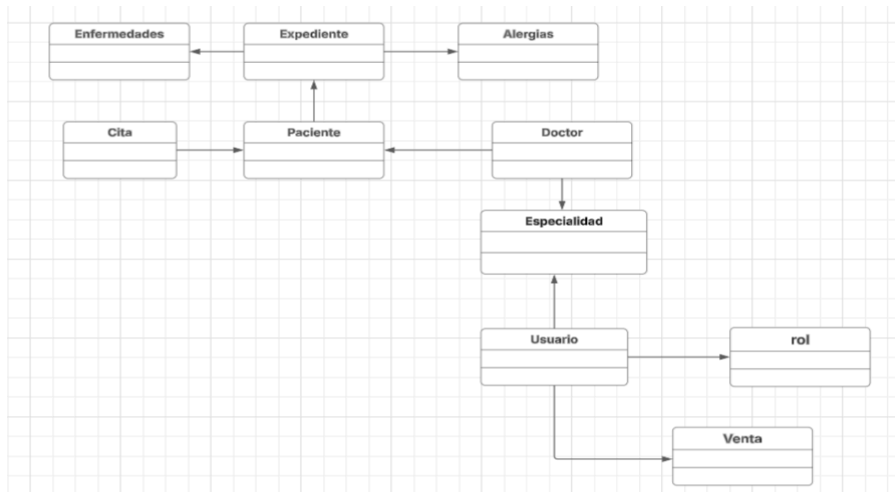 Enfermedades
Expediente
Alergias
Cita
Paciente
Doctor
Especialidad
Usuario
rol
Venta